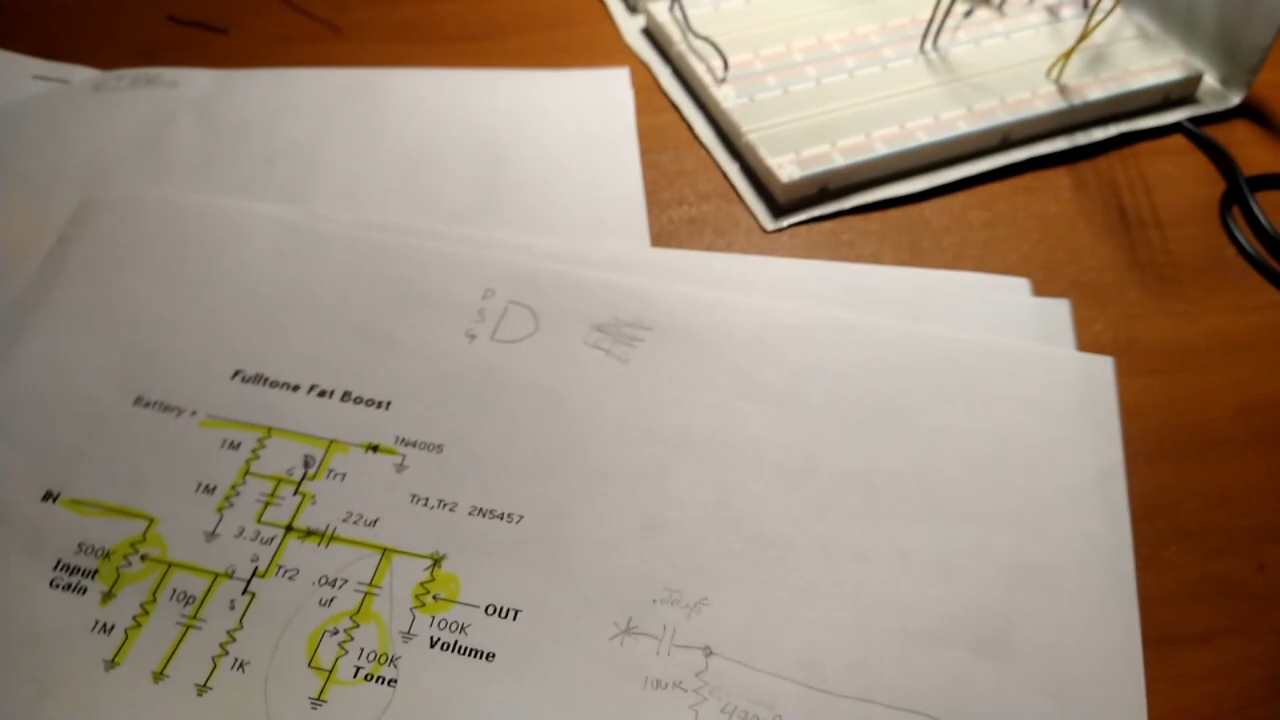 D
S
G
Fulltone Fat Boost
Battery +
1N4005
1M
Tr1
1M
Tr1,Tr2 2N5457
IN
22uf
3.3uf
500K
Input
Gain
Tr2
.047
uf
10p
G
S
OUT
100K
Volume
1M
1K
100K
Tone
100K